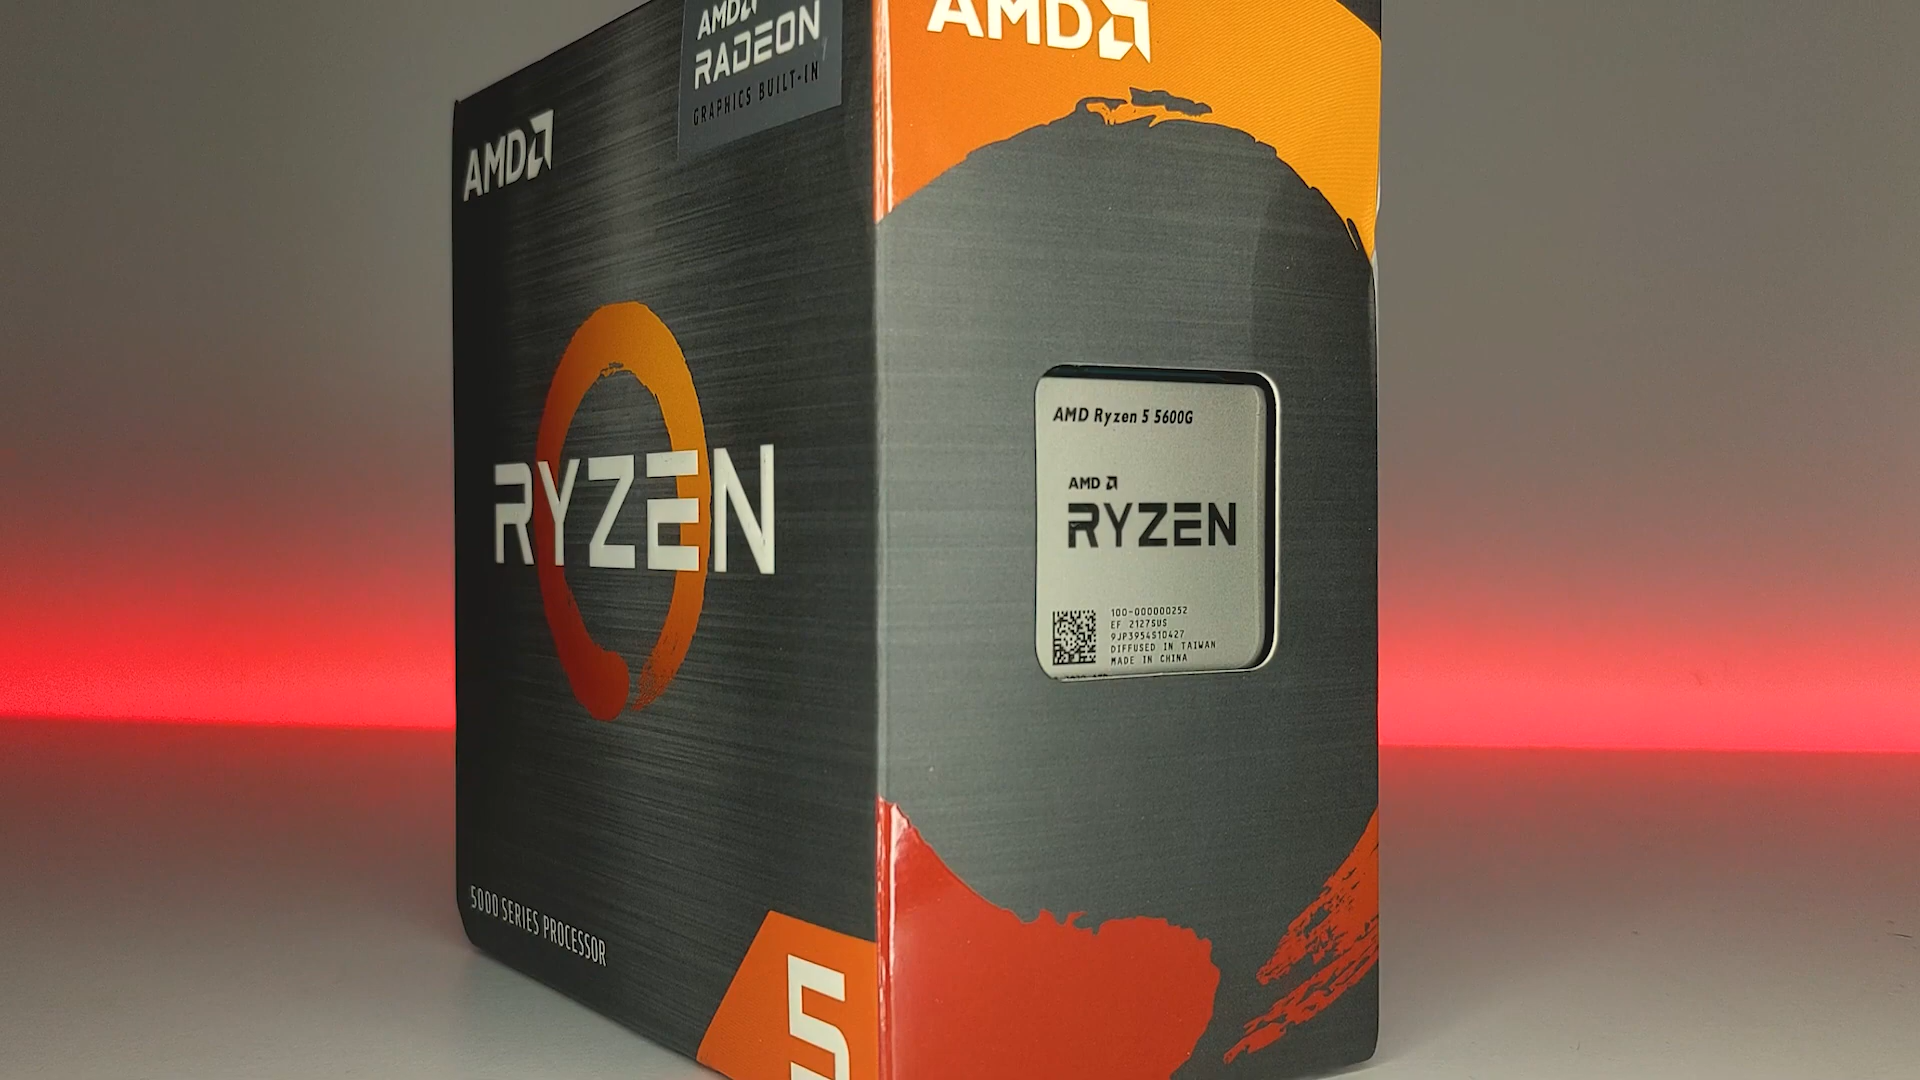 AMD
RADEON
GRAPHICS BUILT-IN
AMD
RYZEN
5000 SERIES PROCESSOR
5
AMD
AMD Ryzen 5 5600G
AMD
RYZEN
100-000000252
EF 2127SUS
9JP3954S10427
DIFFUSED IN TAIWAN
MADE IN CHINA